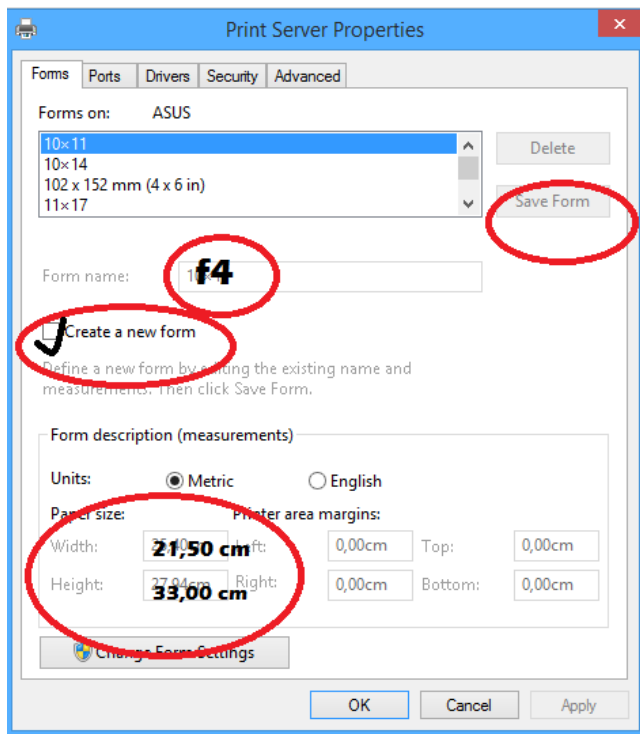 Print Server Properties
Forms Ports Drivers Security Advanced
Forms on: ASUS
10×11
10×14
102 x 152 mm (4 x 6 in)
11×17
Delete
Save Form
Form name: f4
Create a new form
Define a new form by editing the existing name and
measurements. Then click Save Form.
Form description (measurements)
Units: Metric English
Paper size: Printer area margins:
Width: 21,50 cm Left: 0,00cm Top: 0,00cm
Height: 33,00 cm Right: 0,00cm Bottom: 0,00cm
Change Form Settings
OK Cancel Apply